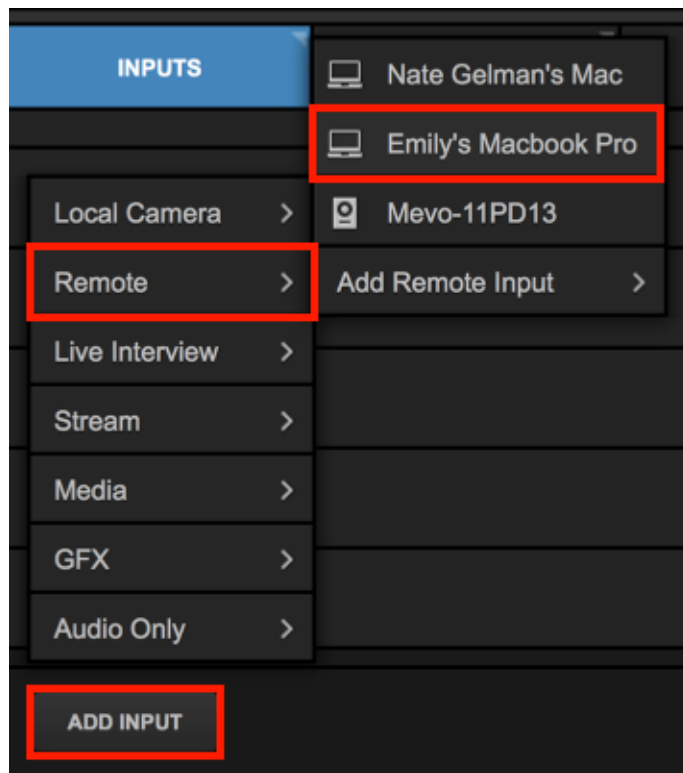 INPUTS
Nate Gelman's Mac
Emily's Macbook Pro
Mevo-11PD13
Add Remote Input
Local Camera
Remote
Live Interview
Stream
Media
GFX
Audio Only
ADD INPUT